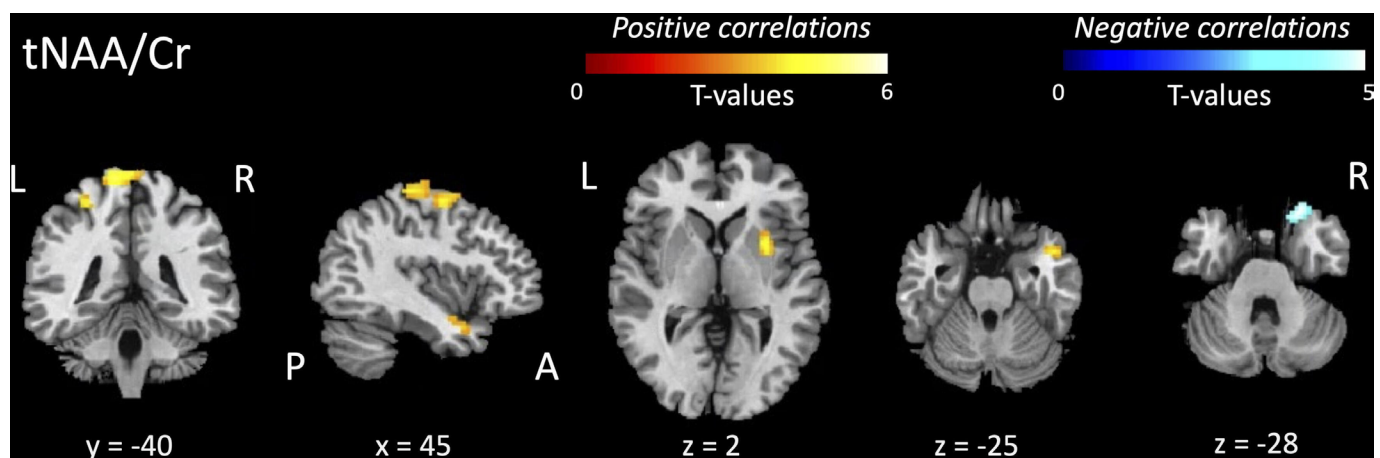 tNAA/Cr
Positive correlations
Negative correlations
0 T-values 6
0 T-values 5
L R L R
P A
y = -40 x = 45 z = 2 z = -25 z = -28